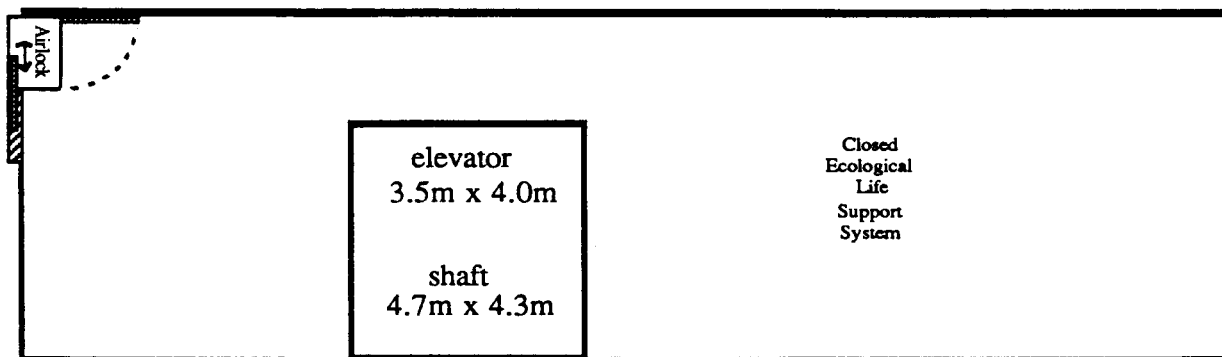 Airlock
elevator
3.5m x 4.0m
shaft
4.7m x 4.3m
Closed
Ecological
Life
Support
System